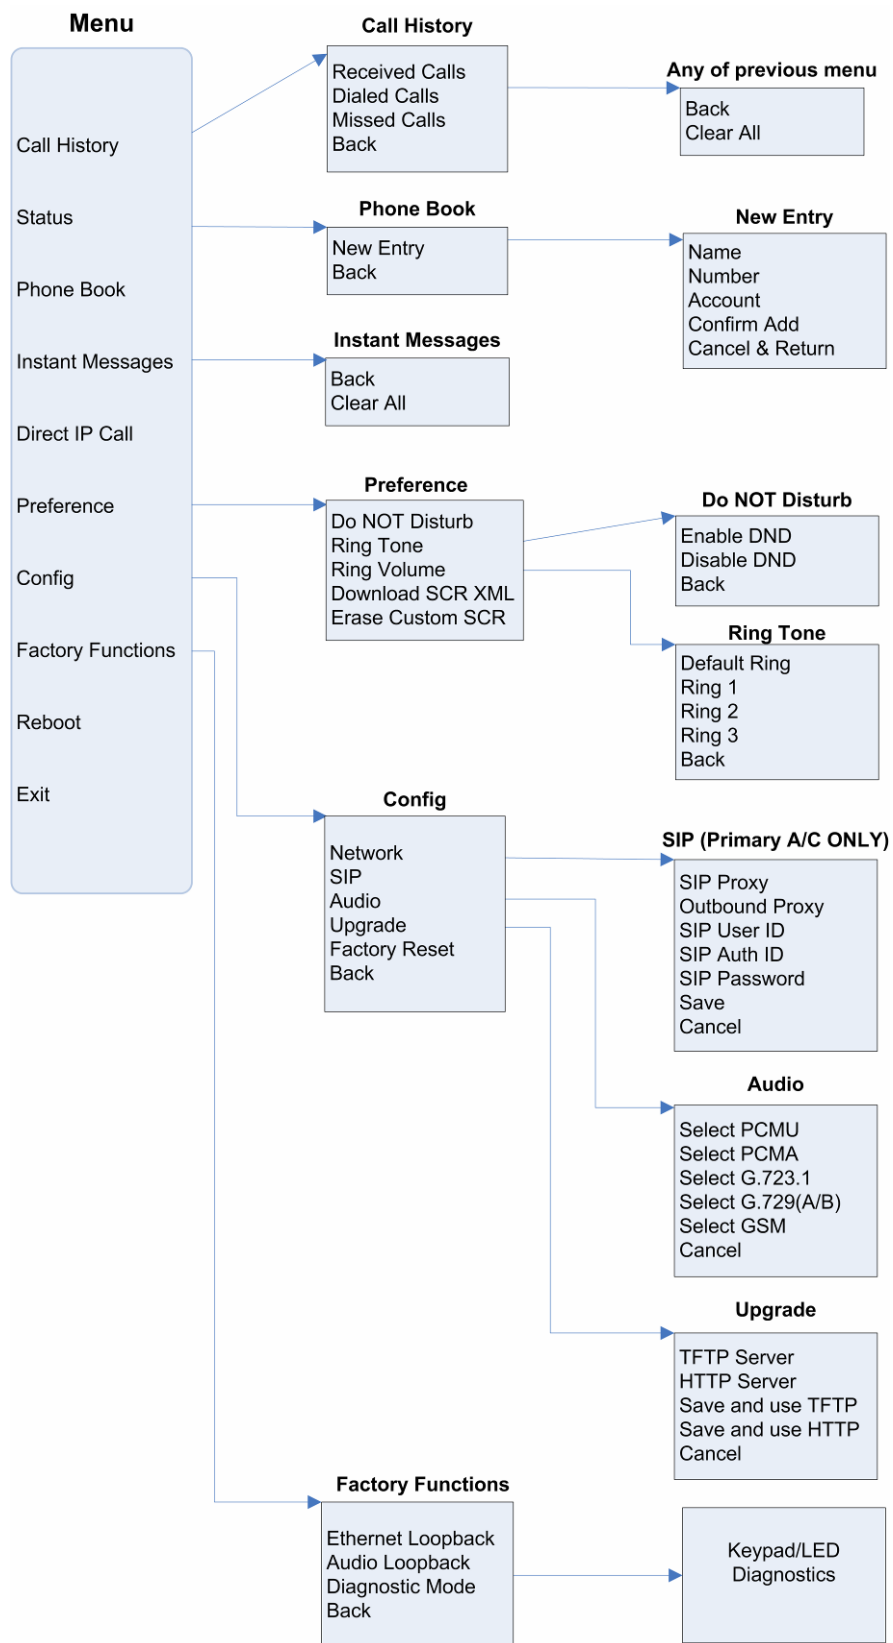 Menu
Call History
Status
Phone Book
Instant Messages
Direct IP Call
Preference
Config
Factory Functions
Reboot
Exit
Call History
Received Calls
Dialed Calls
Missed Calls
Back
Any of previous menu
Back
Clear All
Phone Book
New Entry
Back
New Entry
Name
Number
Account
Confirm Add
Cancel & Return
Instant Messages
Back
Clear All
Preference
Do NOT Disturb
Ring Tone
Ring Volume
Download SCR XML
Erase Custom SCR
Do NOT Disturb
Enable DND
Disable DND
Back
Ring Tone
Default Ring
Ring 1
Ring 2
Ring 3
Back
Config
Network
SIP
Audio
Upgrade
Factory Reset
Back
SIP (Primary A/C ONLY)
SIP Proxy
Outbound Proxy
SIP User ID
SIP Auth ID
SIP Password
Save
Cancel
Audio
Select PCMU
Select PCMA
Select G.723.1
Select G.729(A/B)
Select GSM
Cancel
Upgrade
TFTP Server
HTTP Server
Save and use TFTP
Save and use HTTP
Cancel
Factory Functions
Ethernet Loopback
Audio Loopback
Diagnostic Mode
Back
Keypad/LED
Diagnostics